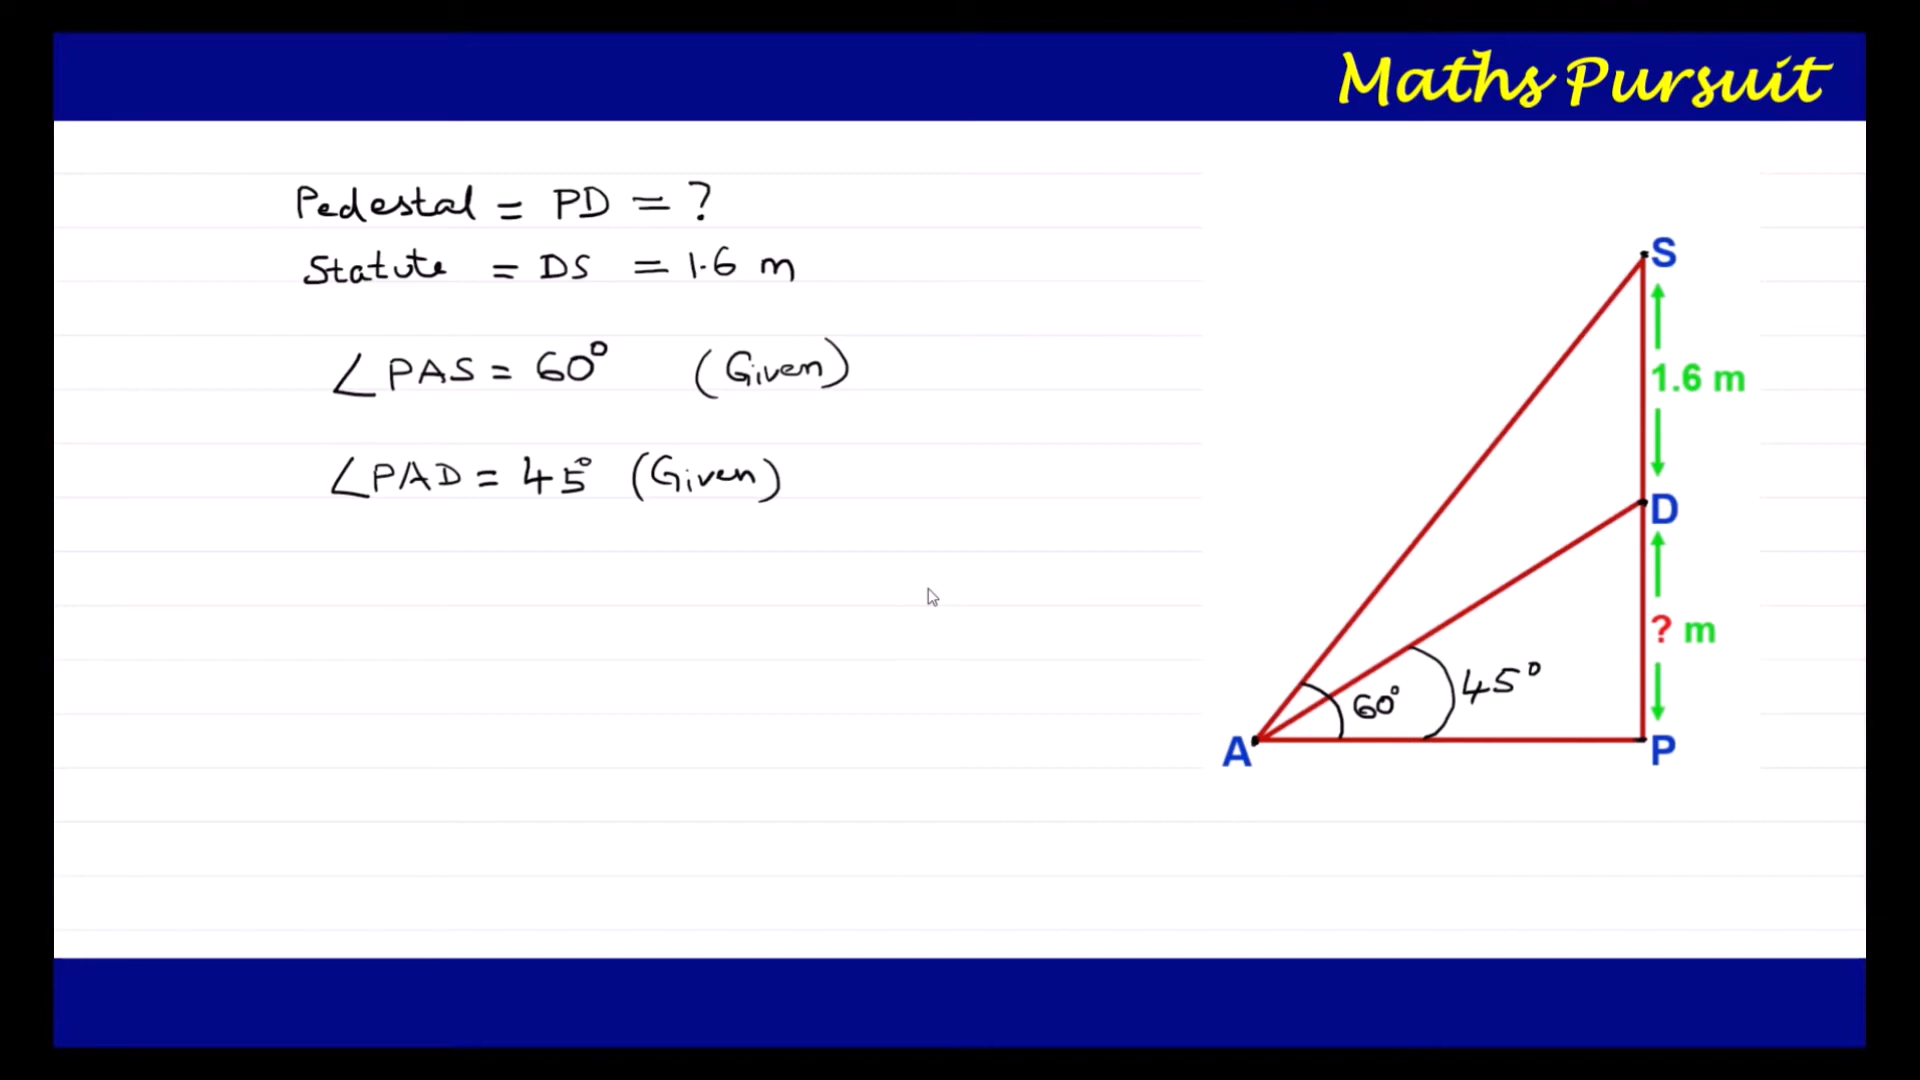 Maths Pursuit
Pedestal = PD = ?
Statute = DS = 1.6 m
∠PAS = 60° (Given)
∠PAD = 45° (Given)
S
1.6 m
D
? m
45°
60°
A
P